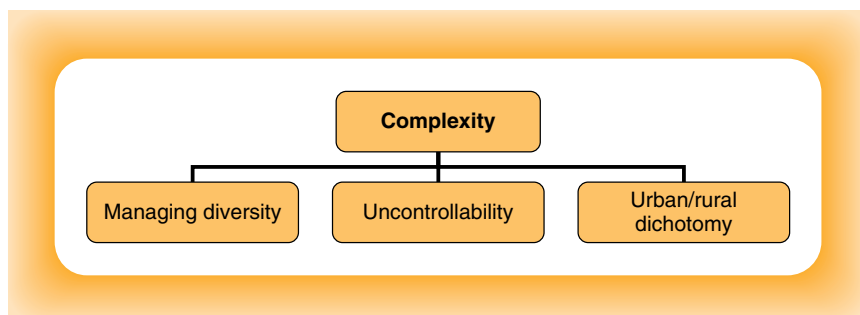 Complexity
Managing diversity
Uncontrollability
Urban/rural
dichotomy